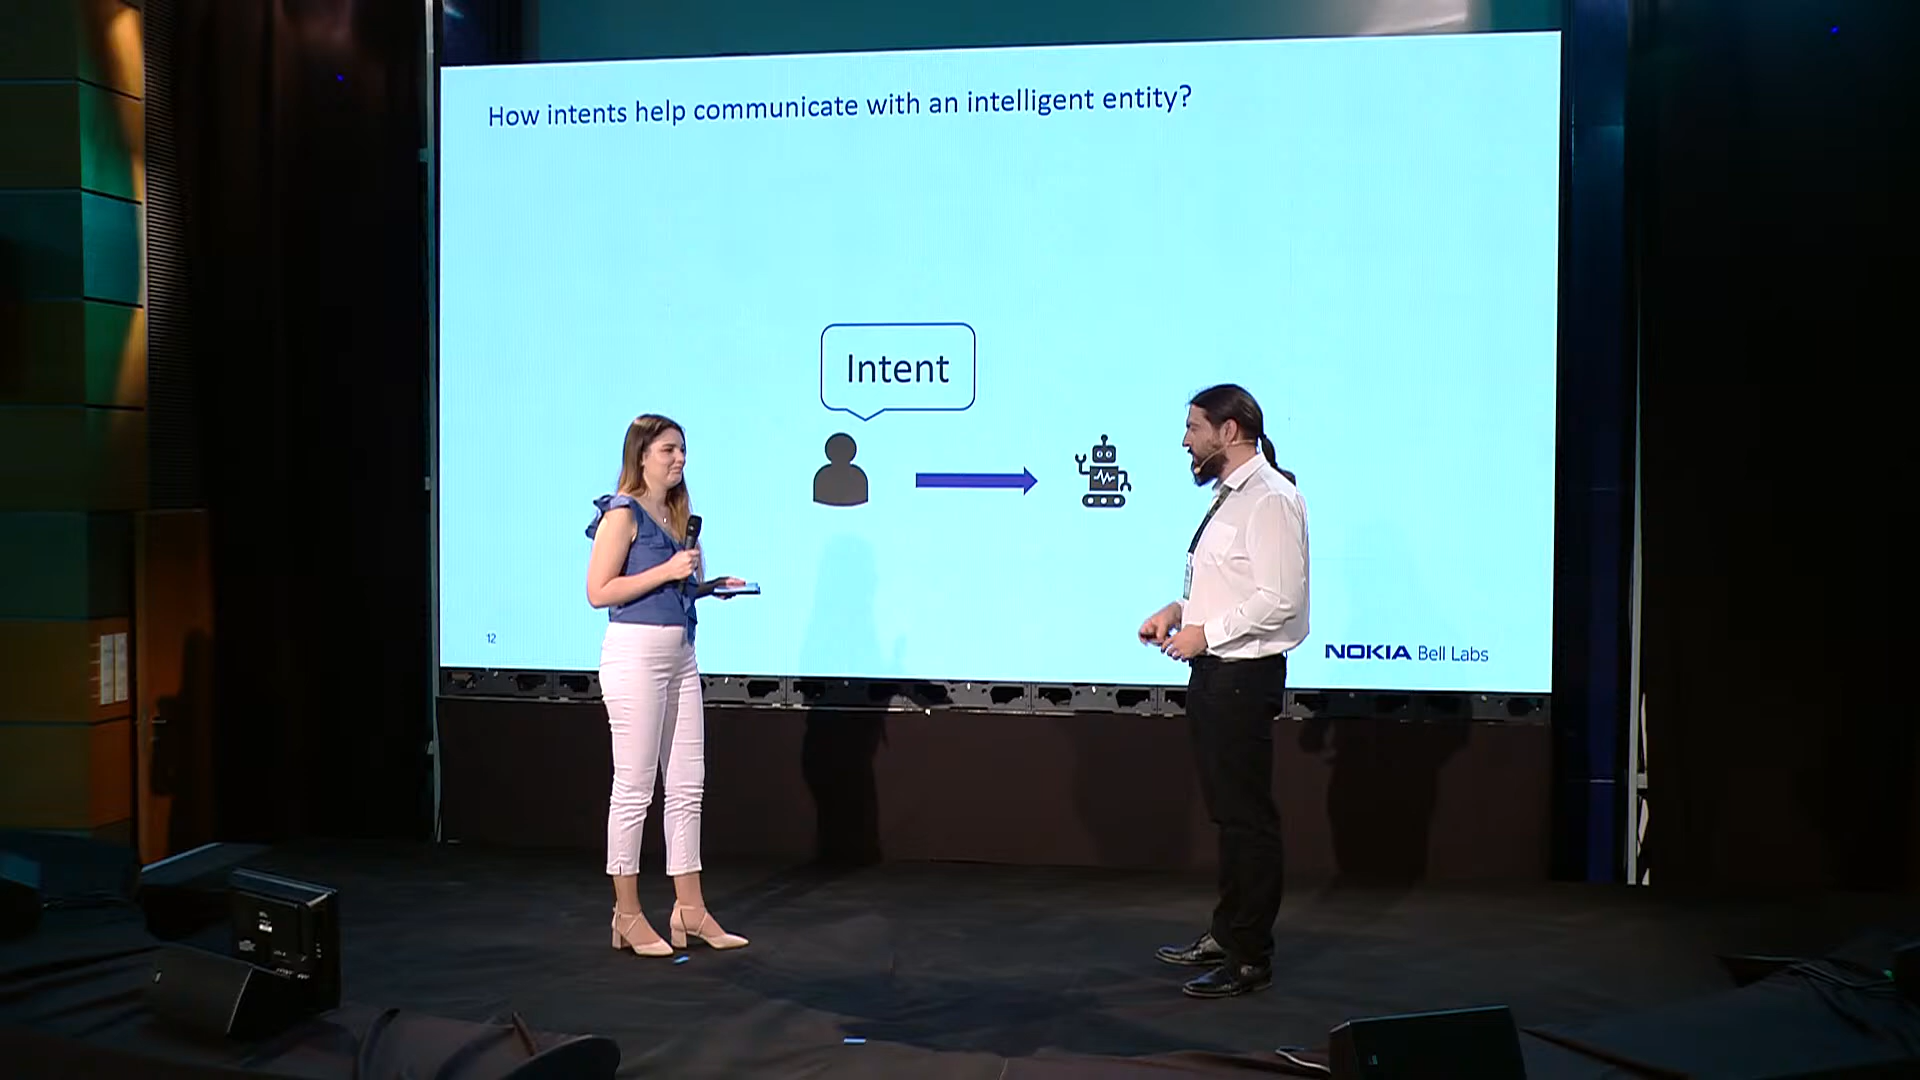 How intents help communicate with an intelligent entity?
Intent
12
NOKIA Bell Labs